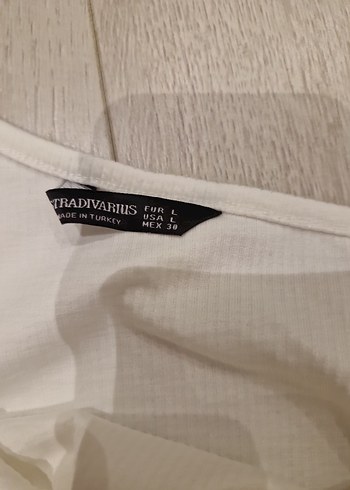 STRADIVARIUS
MADE IN TURKEY
EUR L
USA L
MEX 30